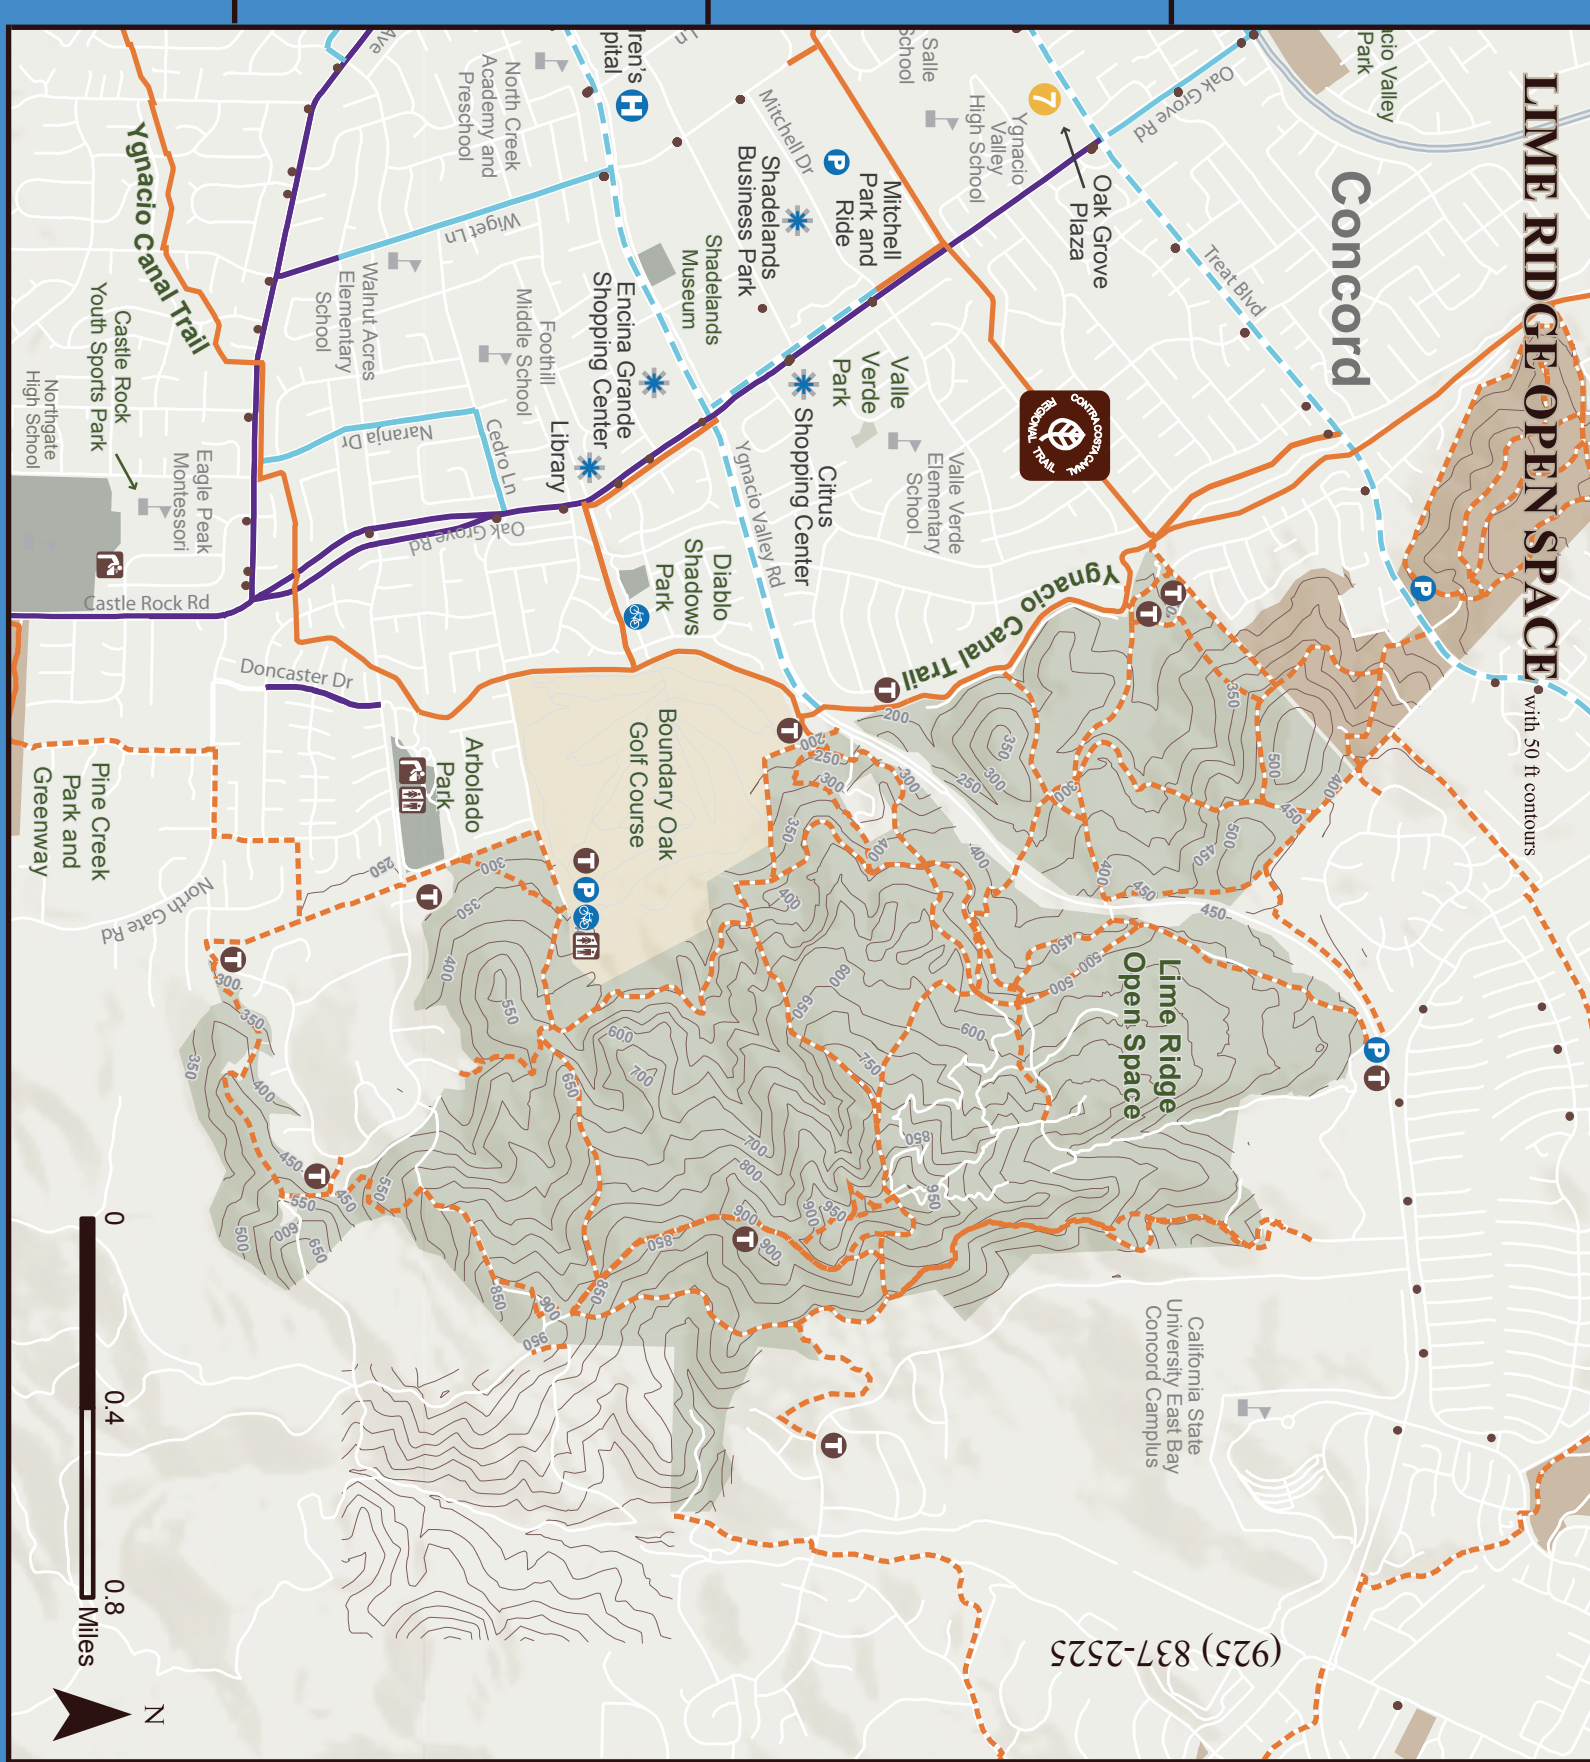 LIME RIDGE OPEN SPACE with 50 ft contours
Concord
Park
Oak Grove Rd
Treat Blvd
7
Oak Grove
Plaza
Salle
School
Ygnacio
Valley
High School
Mitchell Dr
P
Mitchell
Park and
Ride
Shadelands
Business Park
H
Ln
Ave
North Creek
Academy and
Preschool
Wiget Ln
Shadelands
Museum
Walnut Acres
Elementary
School
Foothill
Middle School
Encina Grande
Shopping Center
Library
Cedro Ln
Naranja Dr
Oak Grove Rd
Ygnacio Valley Rd
Citrus
Shopping Center
Valle
Verde
Park
Valle Verde
Elementary
School
CONTRA COSTA CANAL
REGIONAL
TRAIL
Ygnacio Canal Trail
Ygnacio Canal Trail
Castle Rock
Youth Sports Park
Northgate
High School
Eagle Peak
Montessori
Castle Rock Rd
Doncaster Dr
Diablo
Shadows
Park
Boundary Oak
Golf Course
Arbolado
Park
Pine Creek
Park and
Greenway
North Gate Rd
Lime Ridge
Open Space
California State
University East Bay
Concord Campus
(925) 837-2525
0
0.4
0.8
Miles
N